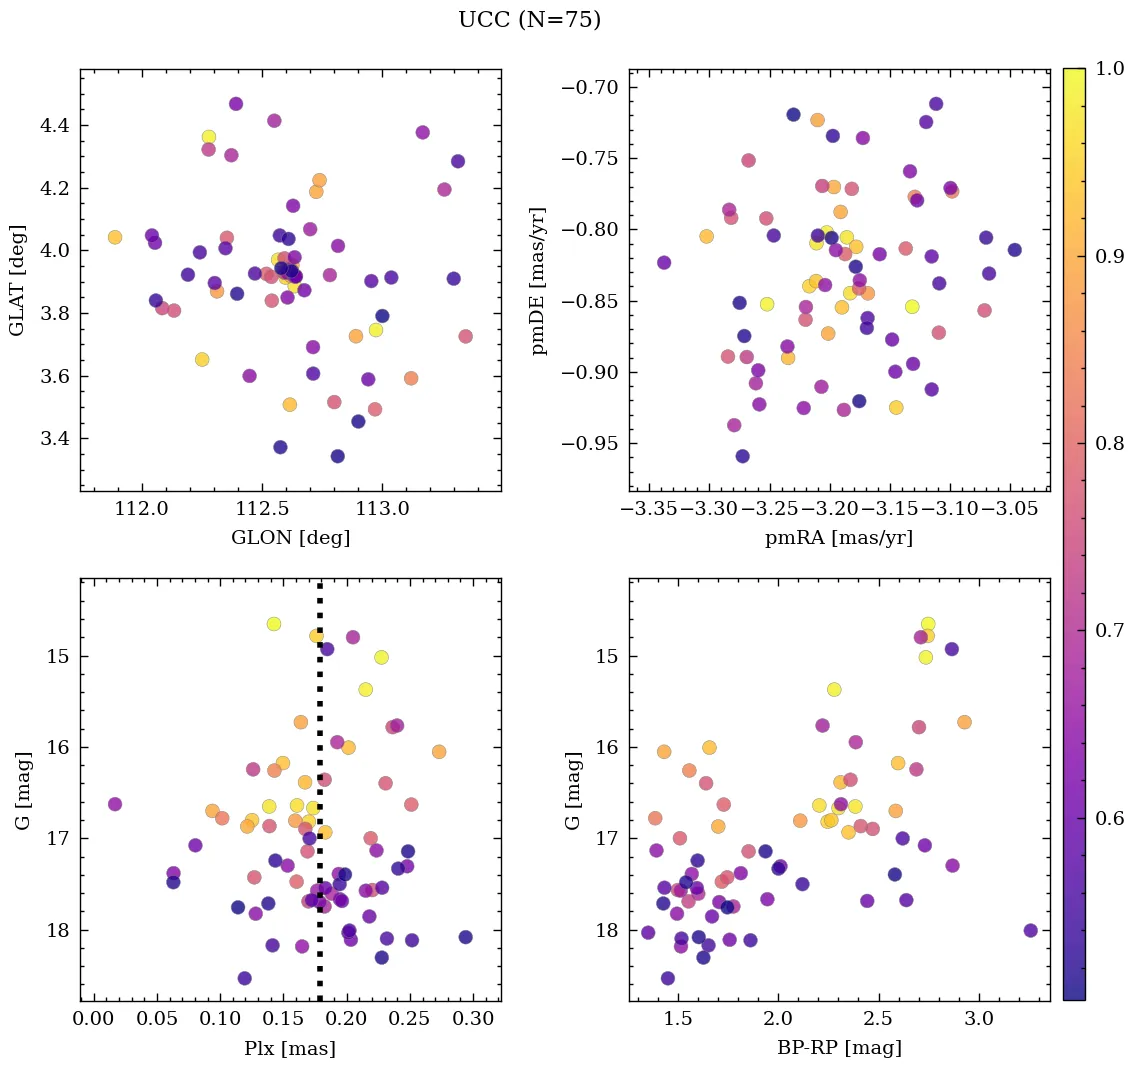 UCC (N=75)
4.4
4.2
4.0
3.8
3.6
3.4
GLAT [deg]
112.0 112.5 113.0
GLON [deg]
−0.70
−0.75
−0.80
−0.85
−0.90
−0.95
pmDE [mas/yr]
−3.35 −3.30 −3.25 −3.20 −3.15 −3.10 −3.05
pmRA [mas/yr]
15
16
17
18
G [mag]
0.00 0.05 0.10 0.15 0.20 0.25 0.30
Plx [mas]
15
16
17
18
G [mag]
1.5 2.0 2.5 3.0
BP-RP [mag]
1.0
0.9
0.8
0.7
0.6